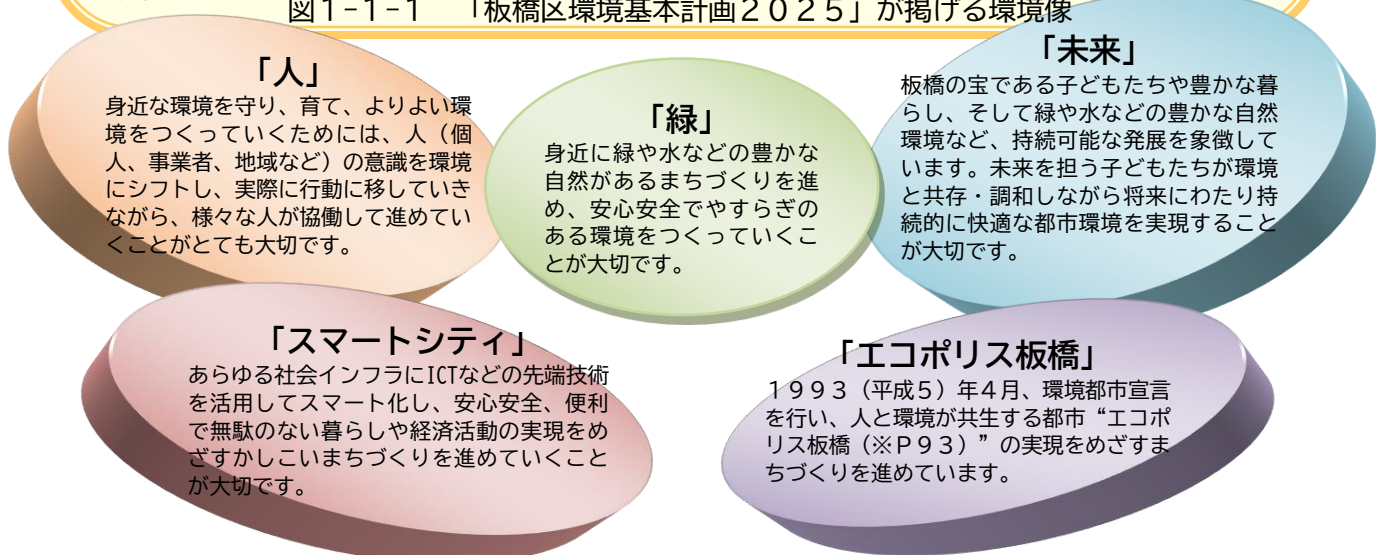 図1-1-1 「板橋区環境基本計画2025」が掲げる環境像
「人」
身近な環境を守り、育て、よりよい環
境をつくっていくためには、人（個
人、事業者、地域など）の意識を環境
にシフトし、実際に行動に移していき
ながら、様々な人が協働して進めてい
くことがとても大切です。
「緑」
身近に緑や水などの豊かな
自然があるまちづくりを進
め、安心安全でやすらぎの
ある環境をつくっていくこ
とが大切です。
「未来」
板橋の宝である子どもたちや豊かな暮
らし、そして緑や水などの豊かな自然
環境など、持続可能な発展を象徴して
います。未来を担う子どもたちが環境
と共存・調和しながら将来にわたり持
続的に快適な都市環境を実現すること
が大切です。
「スマートシティ」
あらゆる社会インフラにICTなどの先端技術
を活用してスマート化し、安心安全、便利
で無駄のない暮らしや経済活動の実現をめ
ざすかしこいまちづくりを進めていくこと
が大切です。
「エコポリス板橋」
1993（平成5）年4月、環境都市宣言
を行い、人と環境が共生する都市“エコポ
リス板橋（※P93）”の実現をめざすま
ちづくりを進めています。